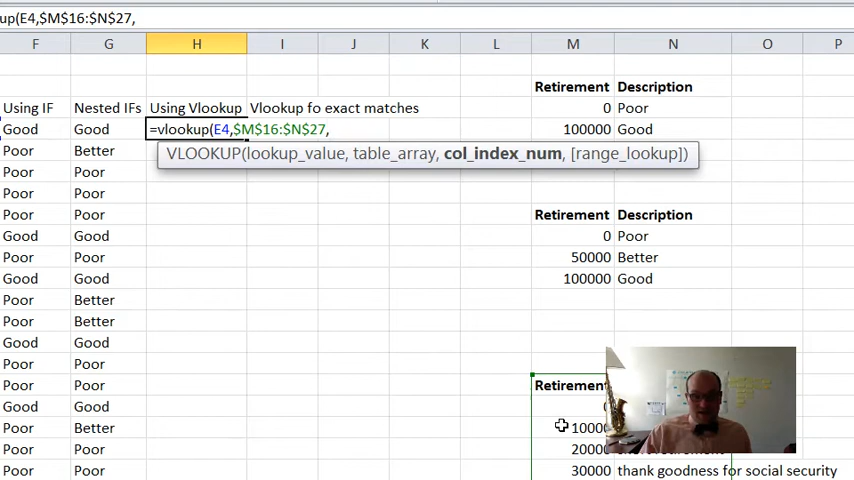 up(E4,$M$16:$N$27,
F G H I J K L M N O P
Retirement Description
Using IF Nested IFs Using Vlookup Vlookup fo exact matches 0 Poor
Good Good =vlookup(E4,$M$16:$N$27, 100000 Good
Poor Better VLOOKUP(lookup_value, table_array, col_index_num, [range_lookup])
Poor Poor
Poor Poor
Poor Poor Retirement Description
Good Good 0 Poor
Poor Poor 50000 Better
Good Good 100000 Good
Poor Better
Poor Better
Good Good
Poor Poor
Poor Poor Retirement
Good Good
Poor Better 10000
Poor Poor 20000
Poor Poor 30000 thank goodness for social security